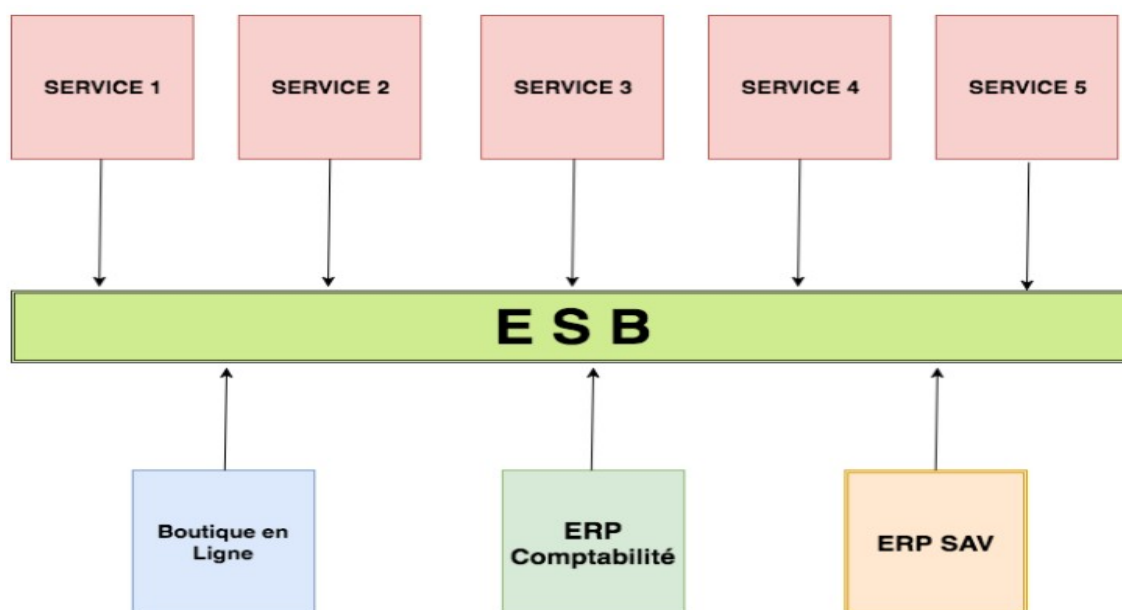 SERVICE 1
SERVICE 2
SERVICE 3
SERVICE 4
SERVICE 5
E S B
Boutique en
Ligne
ERP
Comptabilité
ERP SAV